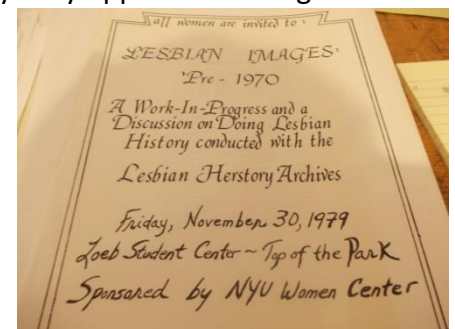 all women are invited to :
LESBIAN IMAGES:
Pre - 1970
A Work-In-Progress and a
Discussion on Doing Lesbian
History conducted with the
Lesbian Herstory Archives
Friday, November 30, 1979
Loeb Student Center ~ Top of the Park
Sponsored by NYU Women Center